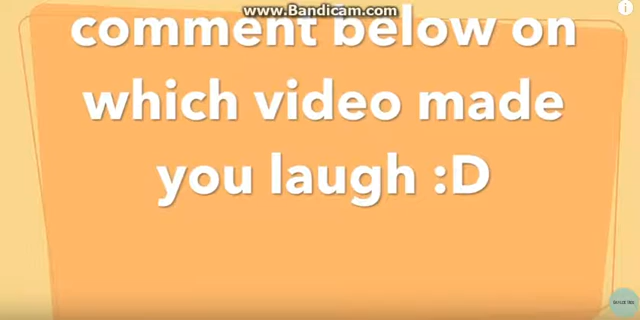 www.Bandicam.com
comment below on
which video made
you laugh :D